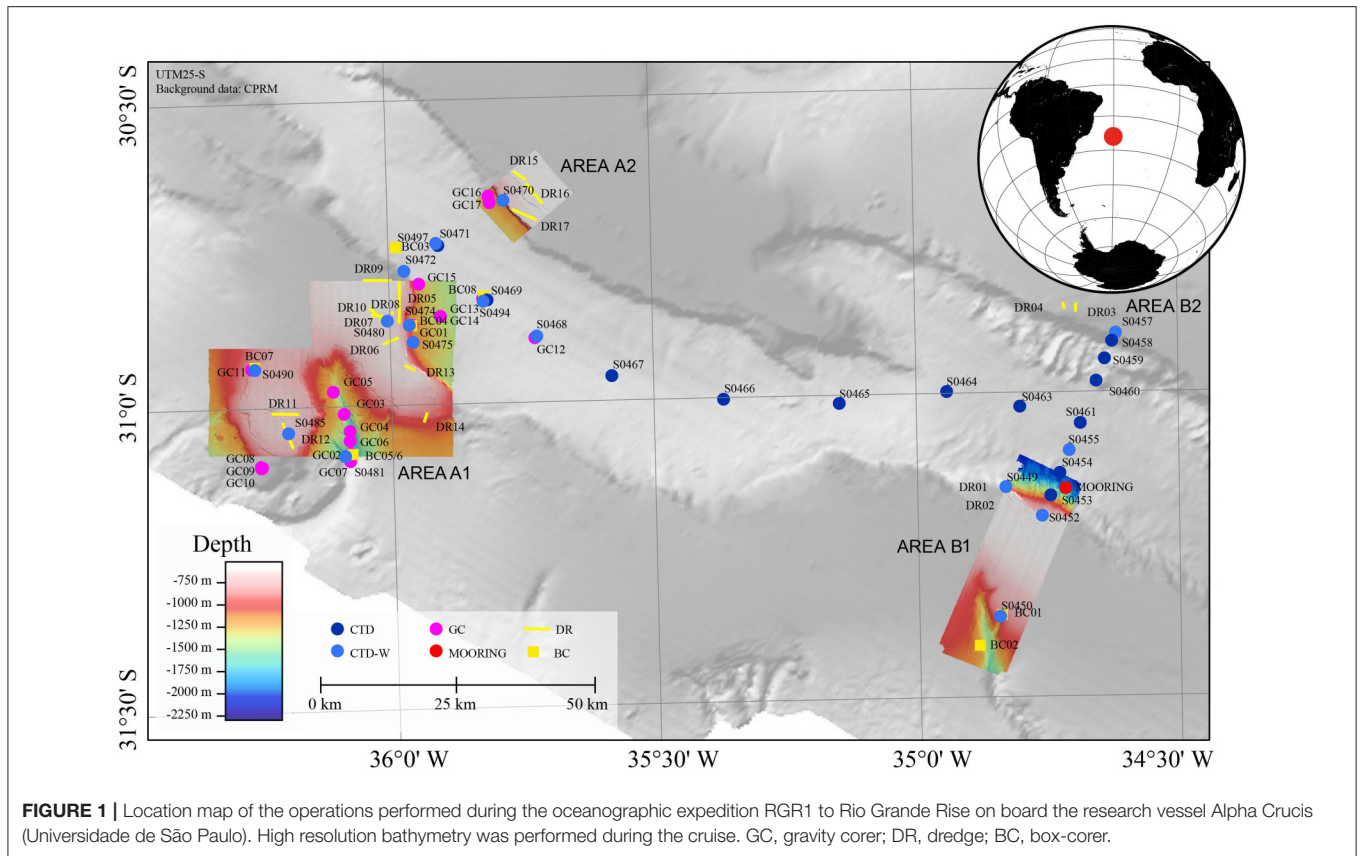 UTM25-S
Background data: CPRM
30°30' S
31°0' S
31°30' S
36°0' W
35°30' W
35°0' W
34°30' W
AREA A2
DR15
GC16
S0470
GC17
DR16
DR17
S0497
S0471
BC03
S0472
DR09
GC15
BC08
S0469
DR10
DR08
DR05
S0494
S0474
GC13
DR07
BC04
GC14
S0480
GC01
S0475
S0468
GC12
DR06
DR13
BC07
GC11
S0490
GC05
S0467
S0466
S0465
S0464
S0463
DR04
DR03
AREA B2
S0457
S0458
S0459
S0460
S0461
S0455
S0454
DR11
GC03
S0485
GC04
DR14
DR12
GC06
GC02
BC05/6
GC08
GC07
S0481
AREA A1
GC09
GC10
DR01
S0449
MOORING
DR02
S0453
S0452
AREA B1
S0450
BC01
BC02
Depth
-750 m
-1000 m
-1250 m
-1500 m
-1750 m
-2000 m
-2250 m
CTD
GC
DR
CTD-W
MOORING
BC
0 km
25 km
50 km
FIGURE 1 | Location map of the operations performed during the oceanographic expedition RGR1 to Rio Grande Rise on board the research vessel Alpha Crucis
(Universidade de São Paulo). High resolution bathymetry was performed during the cruise. GC, gravity corer; DR, dredge; BC, box-corer.